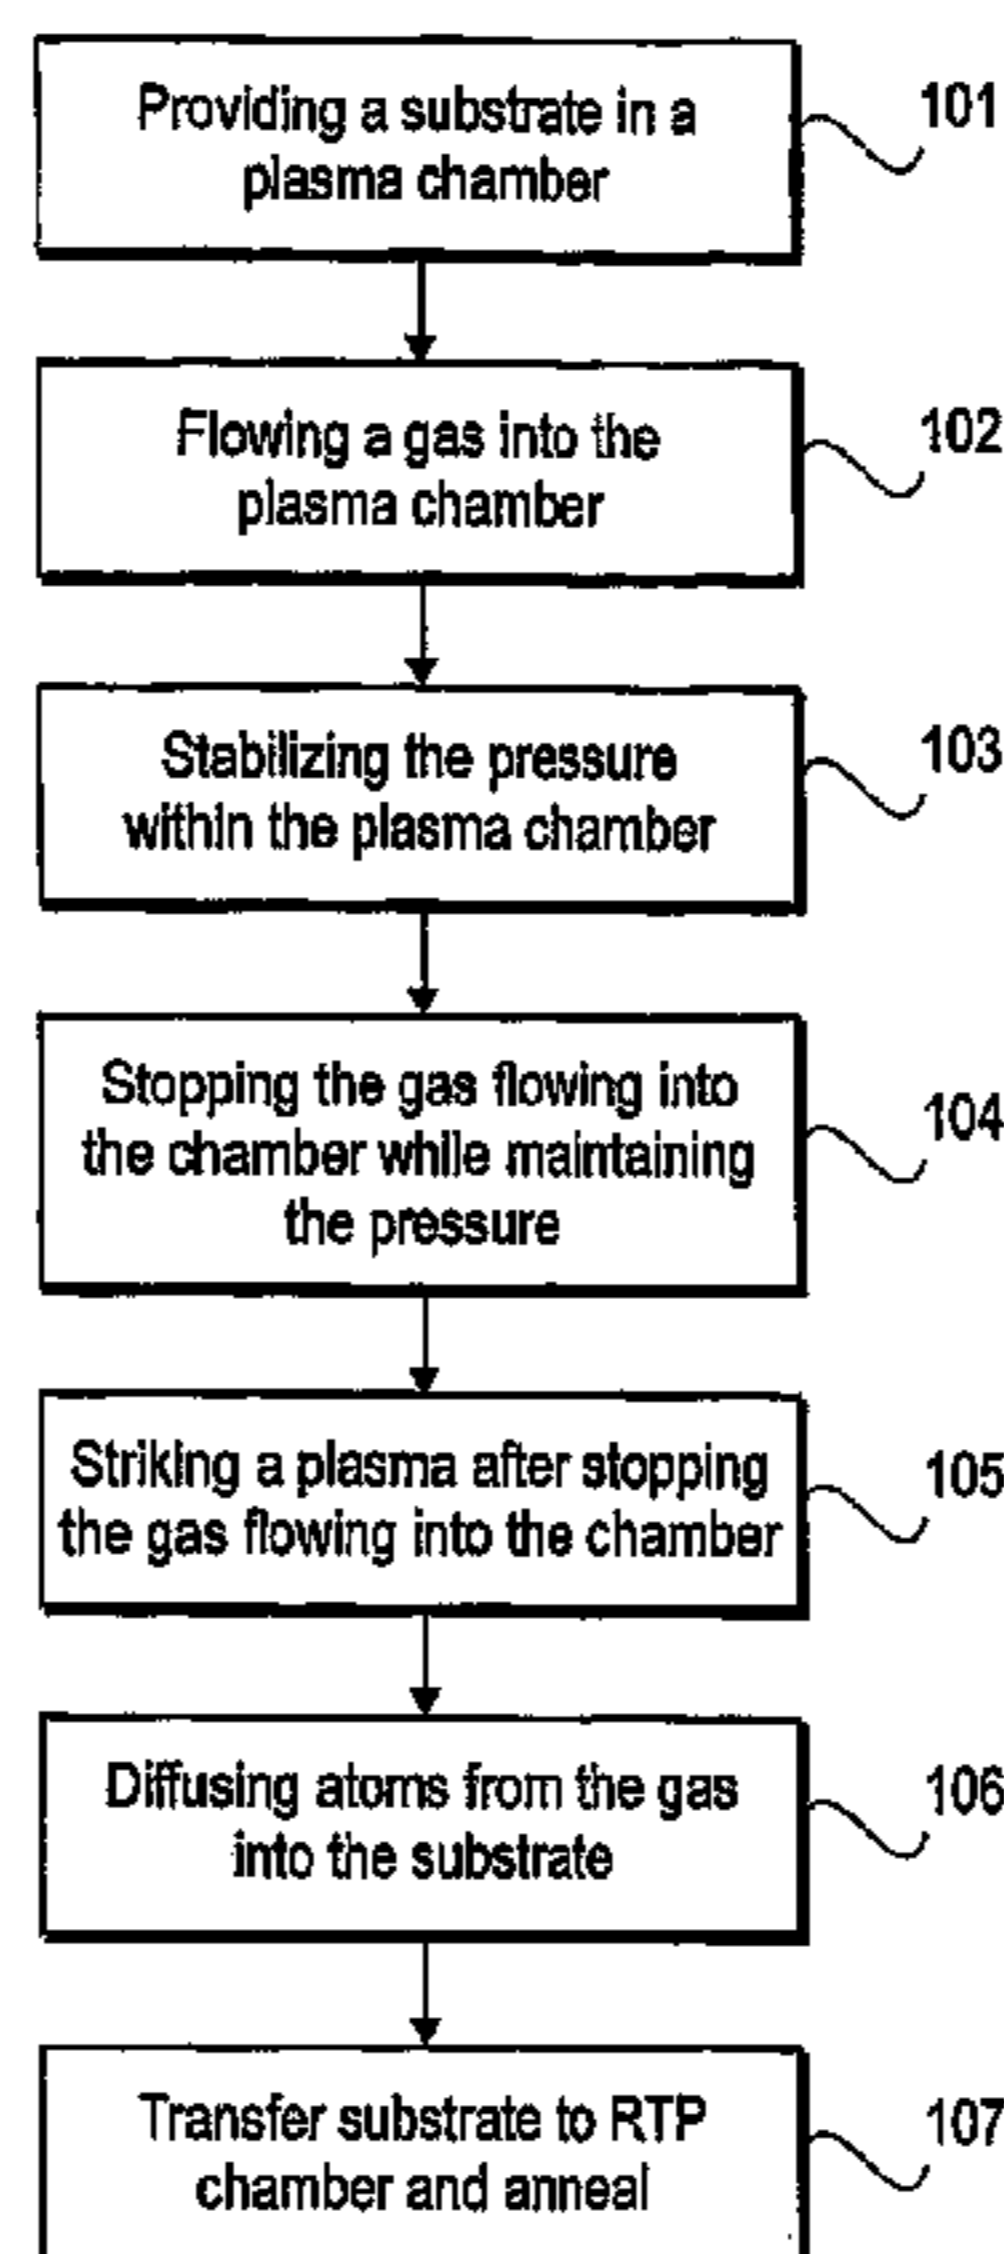 Providing a substrate in a
plasma chamber
101
Flowing a gas into the
plasma chamber
102
Stabilizing the pressure
within the plasma chamber
103
Stopping the gas flowing into
the chamber while maintaining
the pressure
104
Striking a plasma after stopping
the gas flowing into the chamber
105
Diffusing atoms from the gas
into the substrate
106
Transfer substrate to RTP
chamber and anneal
107